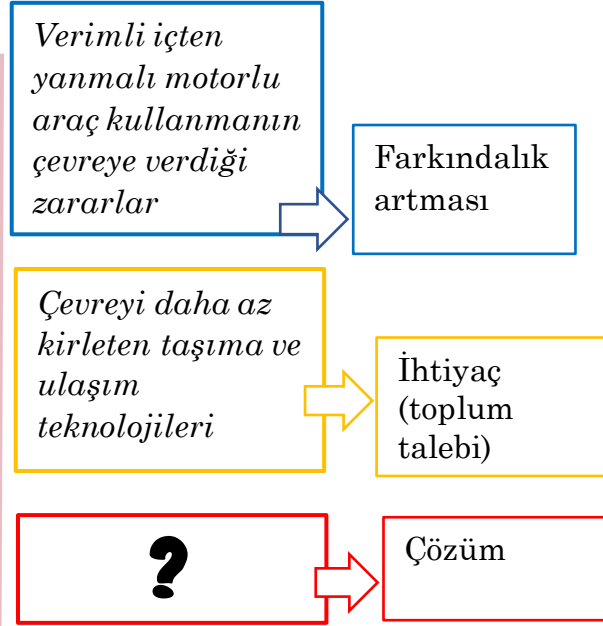 Verimli içten
yanmalı motorlu
araç kullanmanın
çevreye verdiği
zararlar
Farkındalık
artması
Çevreyi daha az
kirleten taşıma ve
ulaşım
teknolojileri
İhtiyaç
(toplum
talebi)
?
Çözüm